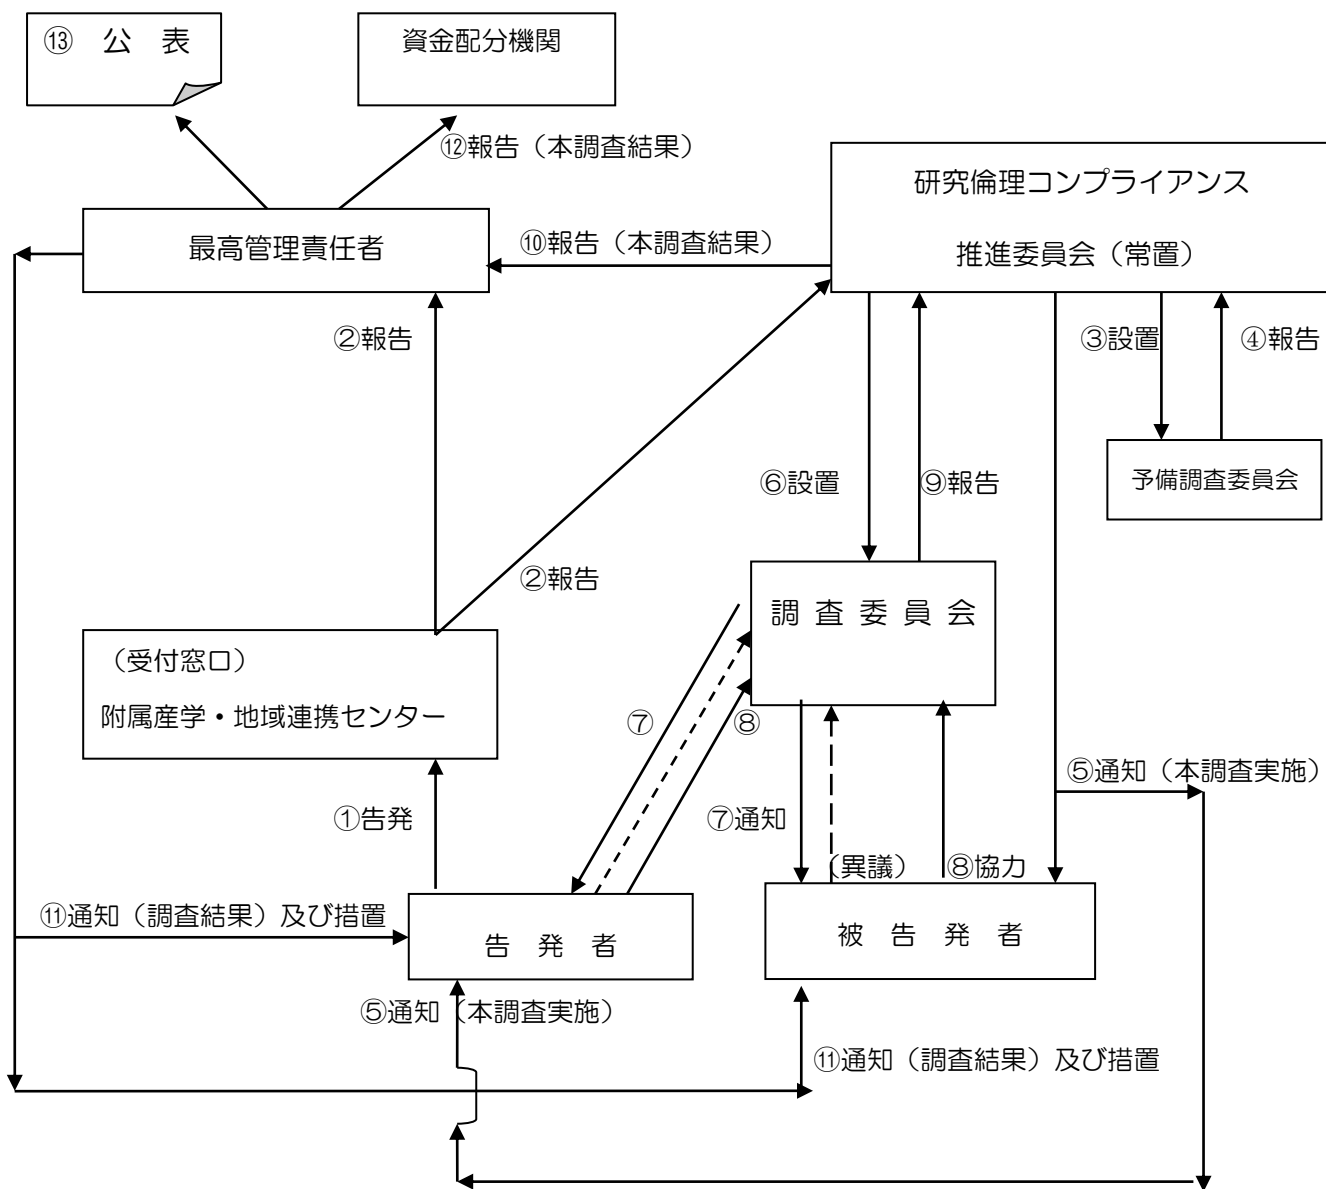 ⑬ 公 表
資金配分機関
⑫報告（本調査結果）
研究倫理コンプライアンス
推進委員会（常置）
最高管理責任者
⑩報告（本調査結果）
②報告
③設置
④報告
予備調査委員会
⑥設置
⑨報告
②報告
調 査 委 員 会
（受付窓口）
附属産学・地域連携センター
⑦
⑧
⑤通知（本調査実施）
①告発
⑦通知
（異議）
⑧協力
⑪通知（調査結果）及び措置
告 発 者
被 告 発 者
⑤通知（本調査実施）
⑪通知（調査結果）及び措置